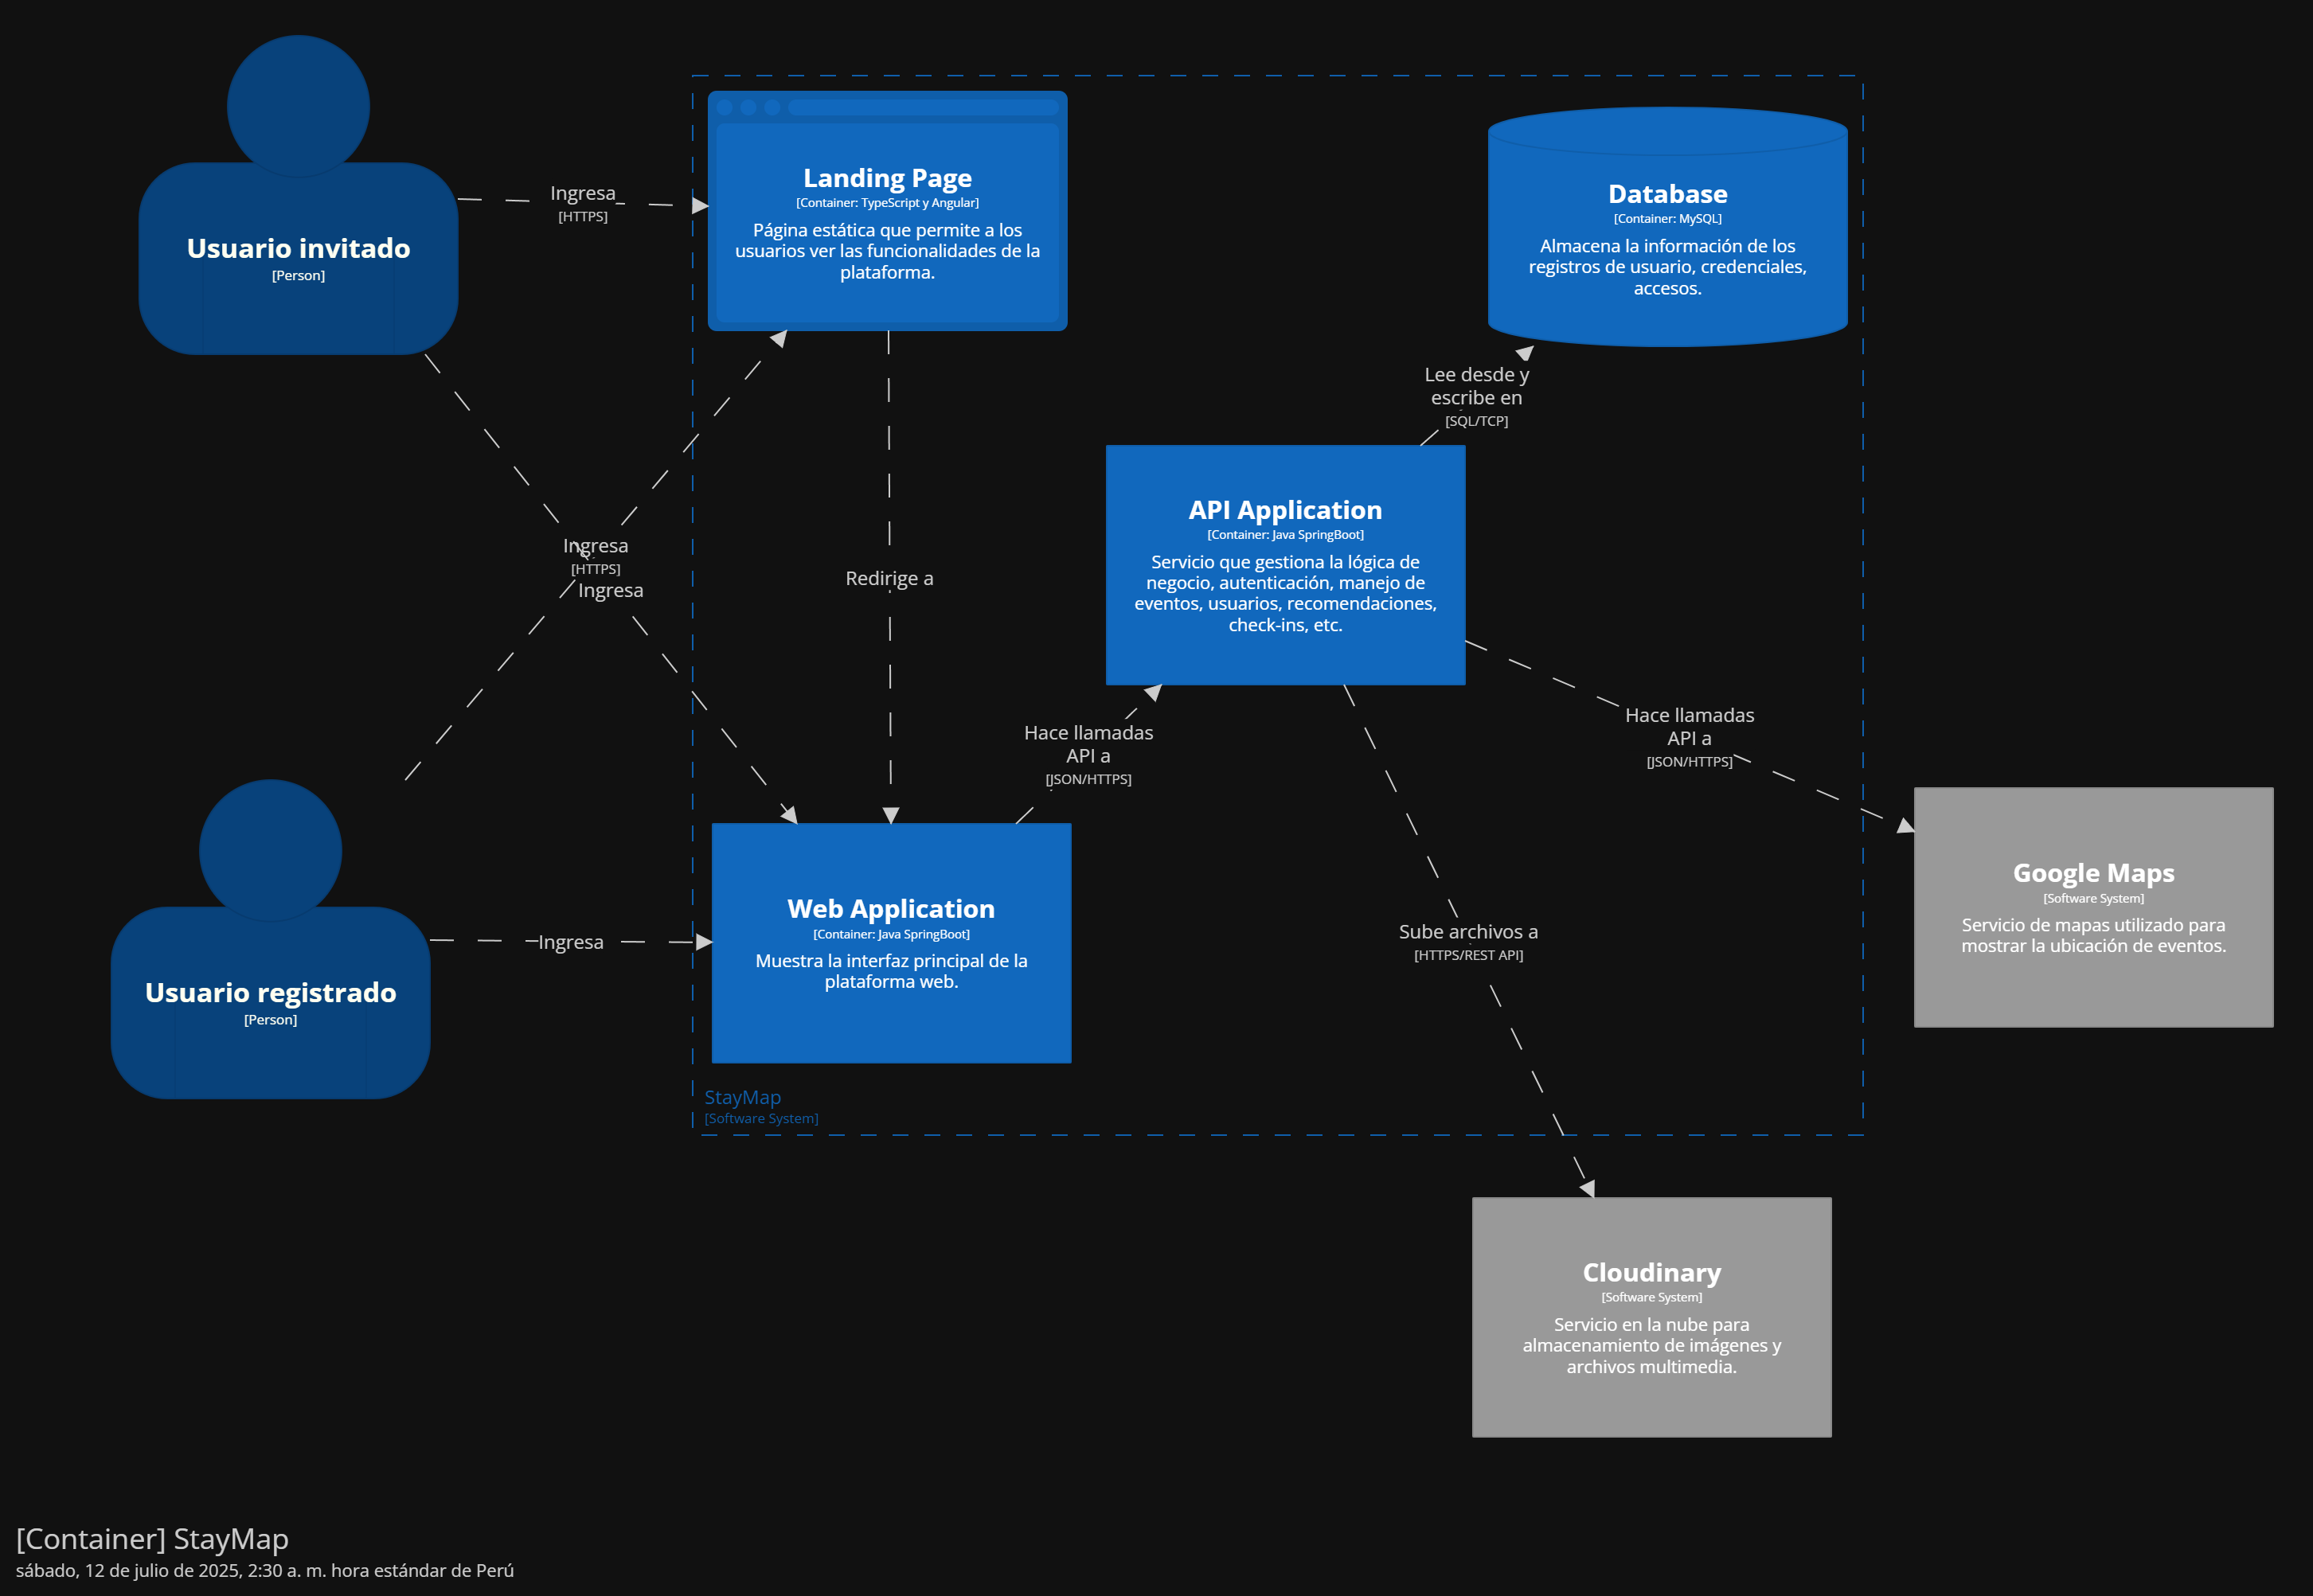 Usuario invitado
[Person]
Ingresa
[HTTPS]
Landing Page
[Container: TypeScript y Angular]
Página estática que permite a los
usuarios ver las funcionalidades de la
plataforma.
Database
[Container: MySQL]
Almacena la información de los
registros de usuario, credenciales,
accesos.
Lee desde y
escribe en
[SQL/TCP]
API Application
[Container: Java SpringBoot]
Servicio que gestiona la lógica de
negocio, autenticación, manejo de
eventos, usuarios, recomendaciones,
check-ins, etc.
Ingresa
[HTTPS]
Ingresa
Redirige a
Hace llamadas
API a
[JSON/HTTPS]
Hace llamadas
API a
[JSON/HTTPS]
Usuario registrado
[Person]
Ingresa
Web Application
[Container: Java SpringBoot]
Muestra la interfaz principal de la
plataforma web.
Sube archivos a
[HTTPS/REST API]
Google Maps
[Software System]
Servicio de mapas utilizado para
mostrar la ubicación de eventos.
StayMap
[Software System]
Cloudinary
[Software System]
Servicio en la nube para
almacenamiento de imágenes y
archivos multimedia.
[Container] StayMap
sábado, 12 de julio de 2025, 2:30 a. m. hora estándar de Perú